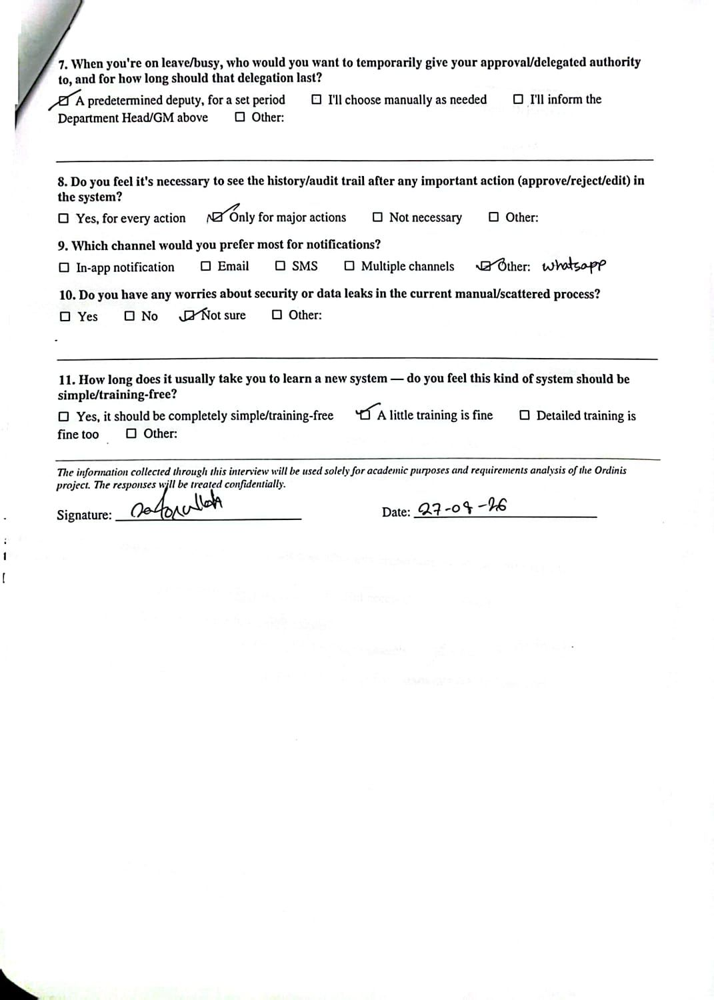 7. When you're on leave/busy, who would you want to temporarily give your approval/delegated authority
to, and for how long should that delegation last?
☑ A predetermined deputy, for a set period ☐ I'll choose manually as needed ☐ I'll inform the
Department Head/GM above ☐ Other:
8. Do you feel it's necessary to see the history/audit trail after any important action (approve/reject/edit) in
the system?
☐ Yes, for every action ☑ Only for major actions ☐ Not necessary ☐ Other:
9. Which channel would you prefer most for notifications?
☐ In-app notification ☐ Email ☐ SMS ☐ Multiple channels ☑ Other: whatsapp
10. Do you have any worries about security or data leaks in the current manual/scattered process?
☐ Yes ☐ No ☑ Not sure ☐ Other:
11. How long does it usually take you to learn a new system — do you feel this kind of system should be
simple/training-free?
☐ Yes, it should be completely simple/training-free ☑ A little training is fine ☐ Detailed training is
fine too ☐ Other:
The information collected through this interview will be used solely for academic purposes and requirements analysis of the Ordinis
project. The responses will be treated confidentially.
Signature: Date: